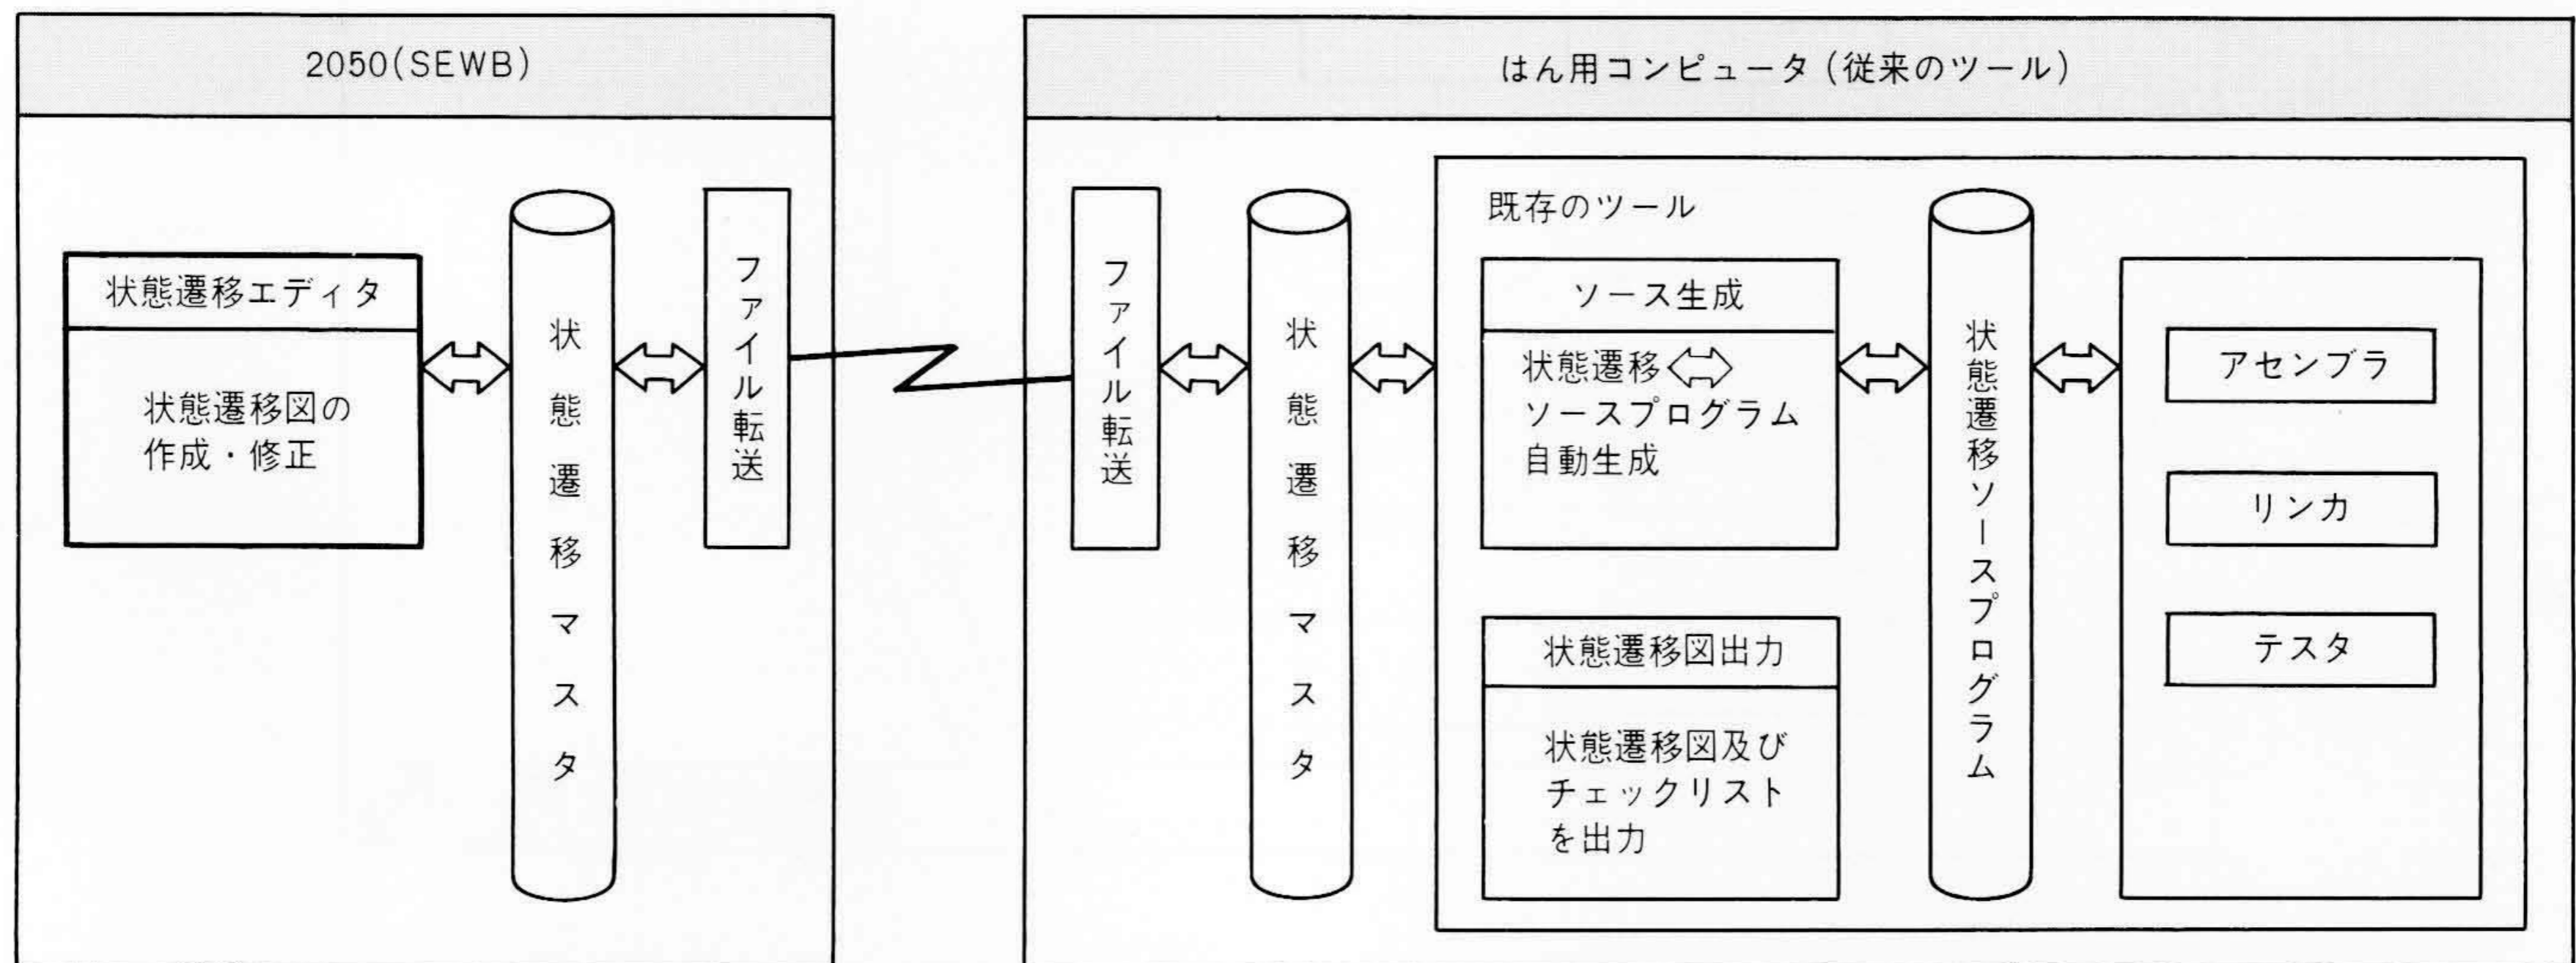 2050(SEWB)
状態遷移エディタ
状態遷移図の
作成・修正
状態遷移マスタ
ファイル転送
はん用コンピュータ(従来のツール)
ファイル転送
状態遷移マスタ
既存のツール
ソース生成
状態遷移⇔
ソースプログラム
自動生成
状態遷移図出力
状態遷移図及び
チェックリスト
を出力
状態遷移ソースプログラム
アセンブラ
リンカ
テスタ